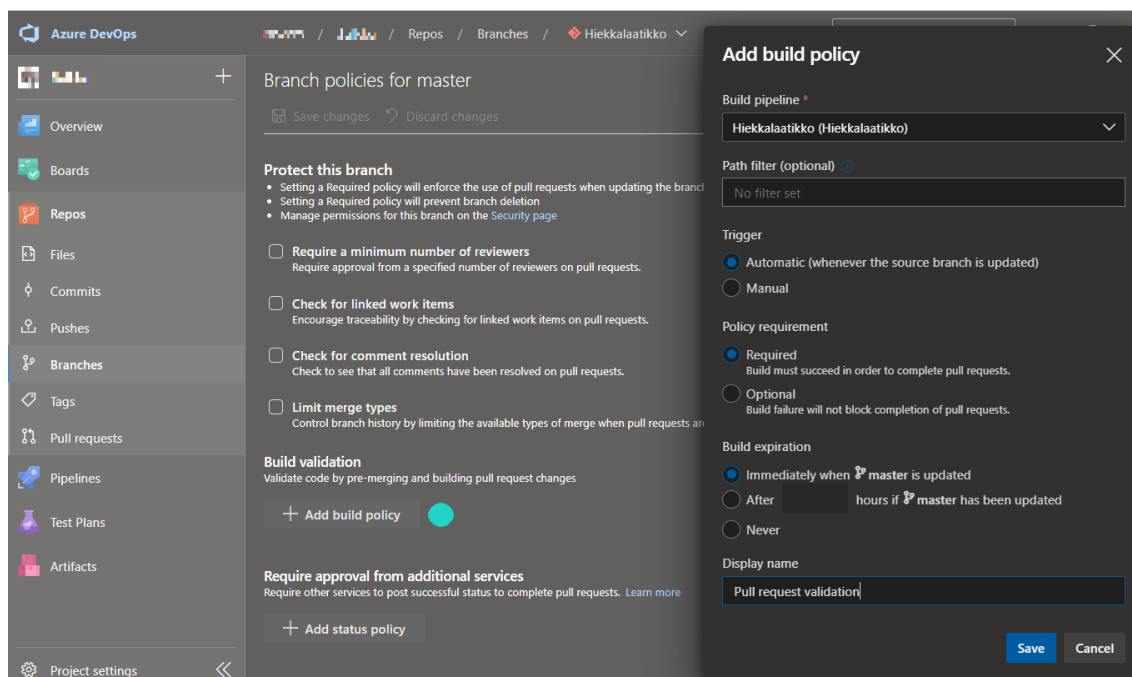 Azure DevOps
/ / Repos / Branches / Hiekkalaatikko
Overview
Boards
Repos
Files
Commits
Pushes
Branches
Tags
Pull requests
Pipelines
Test Plans
Artifacts
Project settings
Branch policies for master
Save changes Discard changes
Protect this branch
• Setting a Required policy will enforce the use of pull requests when updating the branc
• Setting a Required policy will prevent branch deletion
• Manage permissions for this branch on the Security page
Require a minimum number of reviewers
Require approval from a specified number of reviewers on pull requests.
Check for linked work items
Encourage traceability by checking for linked work items on pull requests.
Check for comment resolution
Check to see that all comments have been resolved on pull requests.
Limit merge types
Control branch history by limiting the available types of merge when pull requests ar
Build validation
Validate code by pre-merging and building pull request changes
+ Add build policy
Require approval from additional services
Require other services to post successful status to complete pull requests. Learn more
+ Add status policy
Add build policy
Build pipeline *
Hiekkalaatikko (Hiekkalaatikko)
Path filter (optional)
No filter set
Trigger
Automatic (whenever the source branch is updated)
Manual
Policy requirement
Required
Build must succeed in order to complete pull requests.
Optional
Build failure will not block completion of pull requests.
Build expiration
Immediately when master is updated
After hours if master has been updated
Never
Display name
Pull request validation
Save Cancel